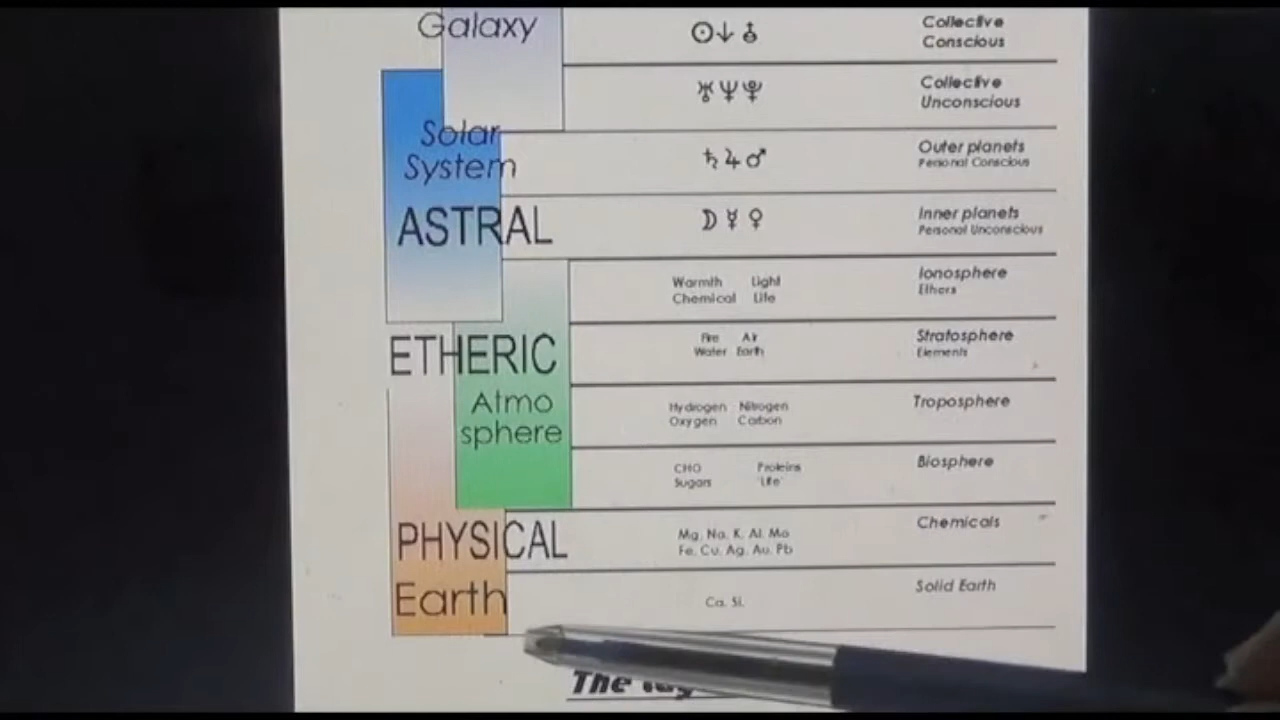 Galaxy
☉↓♁
Collective
Conscious
♅♆♇
Collective
Unconscious
Solar
System
♄♃♂
Outer planets
Personal Conscious
ASTRAL
☽☿♀
Inner planets
Personal Unconscious
Warmth Light
Chemical Life
Ionosphere
Ethers
ETHERIC
Fire Air
Water Earth
Stratosphere
Elements
Atmo
sphere
Hydrogen Nitrogen
Oxygen Carbon
Troposphere
CHO Proteins
Sugars 'Life'
Biosphere
PHYSICAL
Mg. Na. K. Al. Mo
Fe. Cu. Ag. Au. Pb
Chemicals
Earth
Ca. Si.
Solid Earth
The